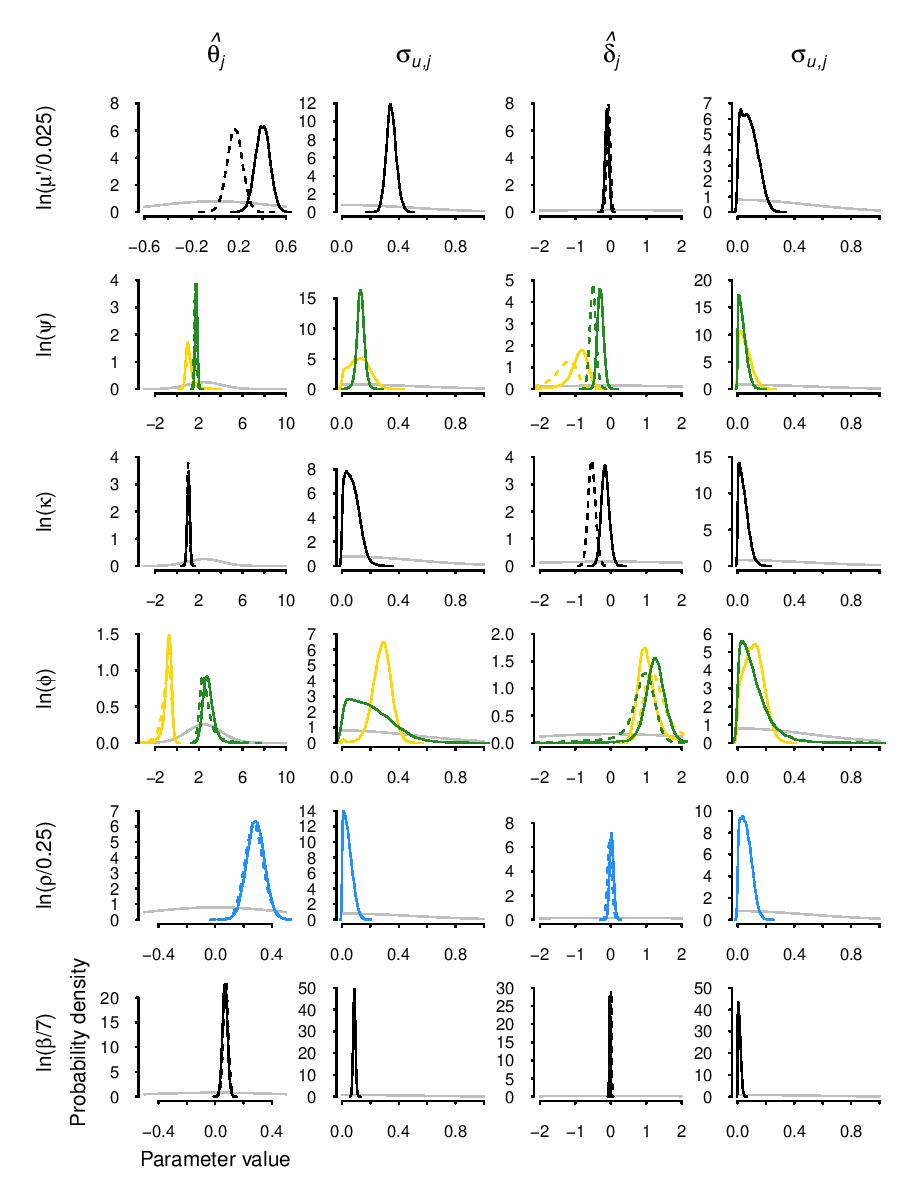 θ̂j σu,j δ̂j σu,j
ln(μ'/0.025)
8 6 4 2 0
−0.6 −0.2 0.2 0.6
12 10 8 6 4 2 0
0.0 0.4 0.8
8 6 4 2 0
−2 −1 0 1 2
7 6 5 4 3 2 1 0
0.0 0.4 0.8
ln(ψ)
4 3 2 1 0
−2 2 6 10
15 10 5 0
0.0 0.4 0.8
5 4 3 2 1 0
−2 −1 0 1 2
20 15 10 5 0
0.0 0.4 0.8
ln(κ)
4 3 2 1 0
−2 2 6 10
8 6 4 2 0
0.0 0.4 0.8
4 3 2 1 0
−2 −1 0 1 2
15 10 5 0
0.0 0.4 0.8
ln(ϕ)
1.5 1.0 0.5 0.0
−2 2 6 10
7 6 5 4 3 2 1 0
0.0 0.4 0.8
2.0 1.5 1.0 0.5 0.0
−2 −1 0 1 2
6 5 4 3 2 1 0
0.0 0.4 0.8
ln(ρ/0.25)
7 6 5 4 3 2 1 0
−0.4 0.0 0.4
14 12 10 8 6 4 2 0
0.0 0.4 0.8
8 6 4 2 0
−2 −1 0 1 2
10 8 6 4 2 0
0.0 0.4 0.8
ln(β/7)
Probability density
20 15 10 5 0
−0.4 0.0 0.4
50 40 30 20 10 0
0.0 0.4 0.8
30 25 20 15 10 5 0
−2 −1 0 1 2
50 40 30 20 10 0
0.0 0.4 0.8
Parameter value